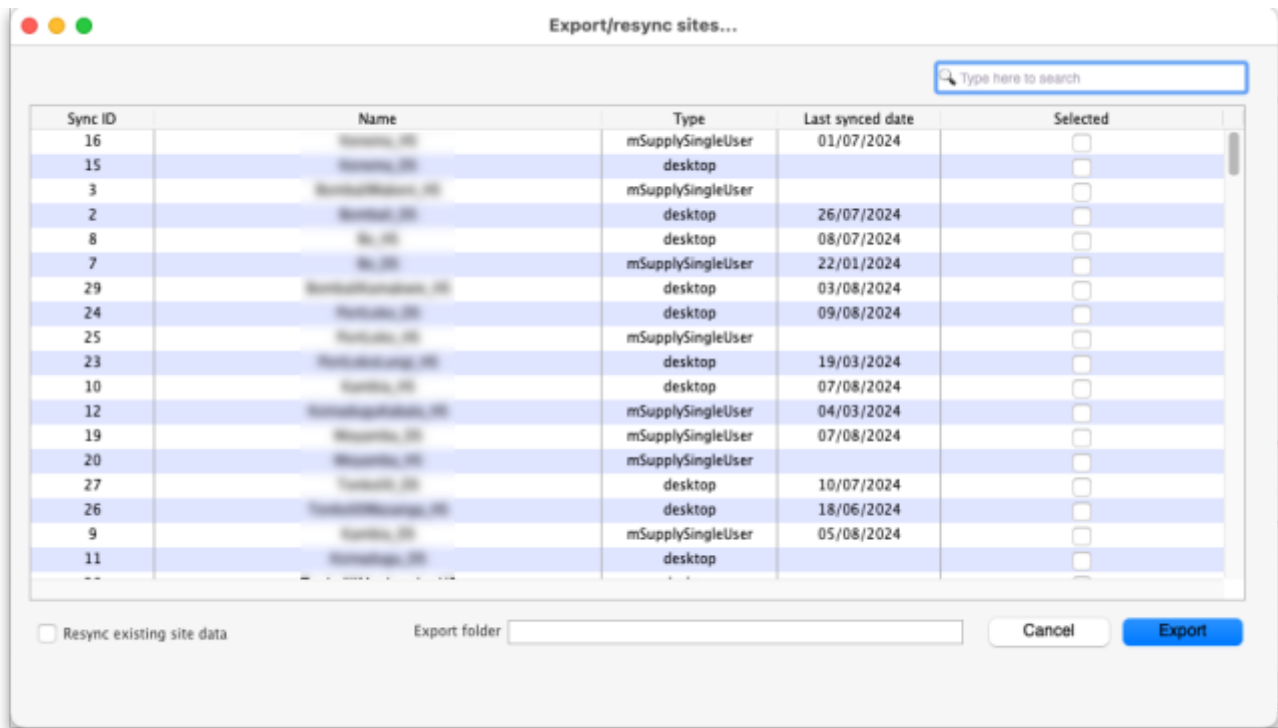 Export/resync sites...
Type here to search
Sync ID Name Type Last synced date Selected
16 mSupplySingleUser 01/07/2024
15 desktop
3 mSupplySingleUser
2 desktop 26/07/2024
8 desktop 08/07/2024
7 mSupplySingleUser 22/01/2024
29 desktop 03/08/2024
24 desktop 09/08/2024
25 mSupplySingleUser
23 desktop 19/03/2024
10 desktop 07/08/2024
12 mSupplySingleUser 04/03/2024
19 mSupplySingleUser 07/08/2024
20 mSupplySingleUser
27 desktop 10/07/2024
26 desktop 18/06/2024
9 mSupplySingleUser 05/08/2024
11 desktop
Resync existing site data Export folder Cancel Export